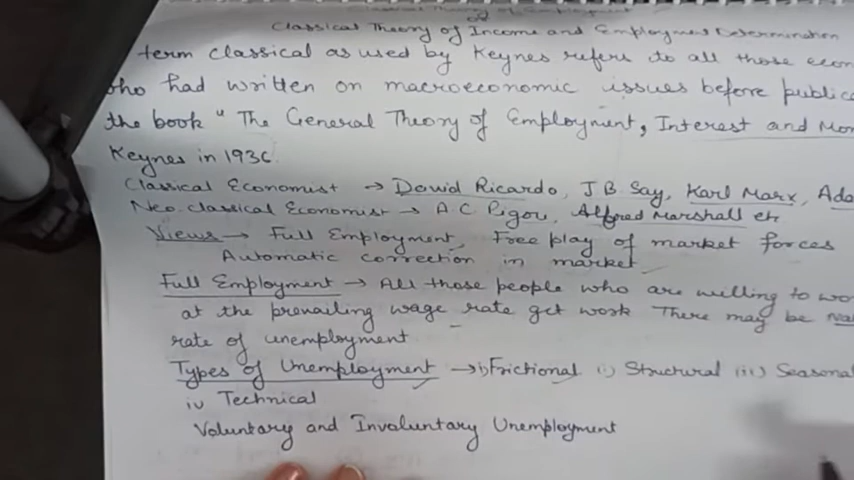 or
Classical Theory of Income and Employment Determination
term classical as used by Keynes refers to all those econ
who had written on macroeconomic issues before public
the book "The General Theory of Employment, Interest and Mon
Keynes in 1936.
Classical Economist → David Ricardo, J B Say, Karl Marx, Ada
Neo classical Economist → A C Pigou, Alfred Marshall etc
Views → Full Employment, Free play of market forces
Automatic correction in market
Full Employment → All those people who are willing to wo
at the prevailing wage rate get work There may be na
rate of unemployment
Types of Unemployment → i) Frictional ii) Structural iii) Seasonal
iv Technical
Voluntary and Involuntary Unemployment